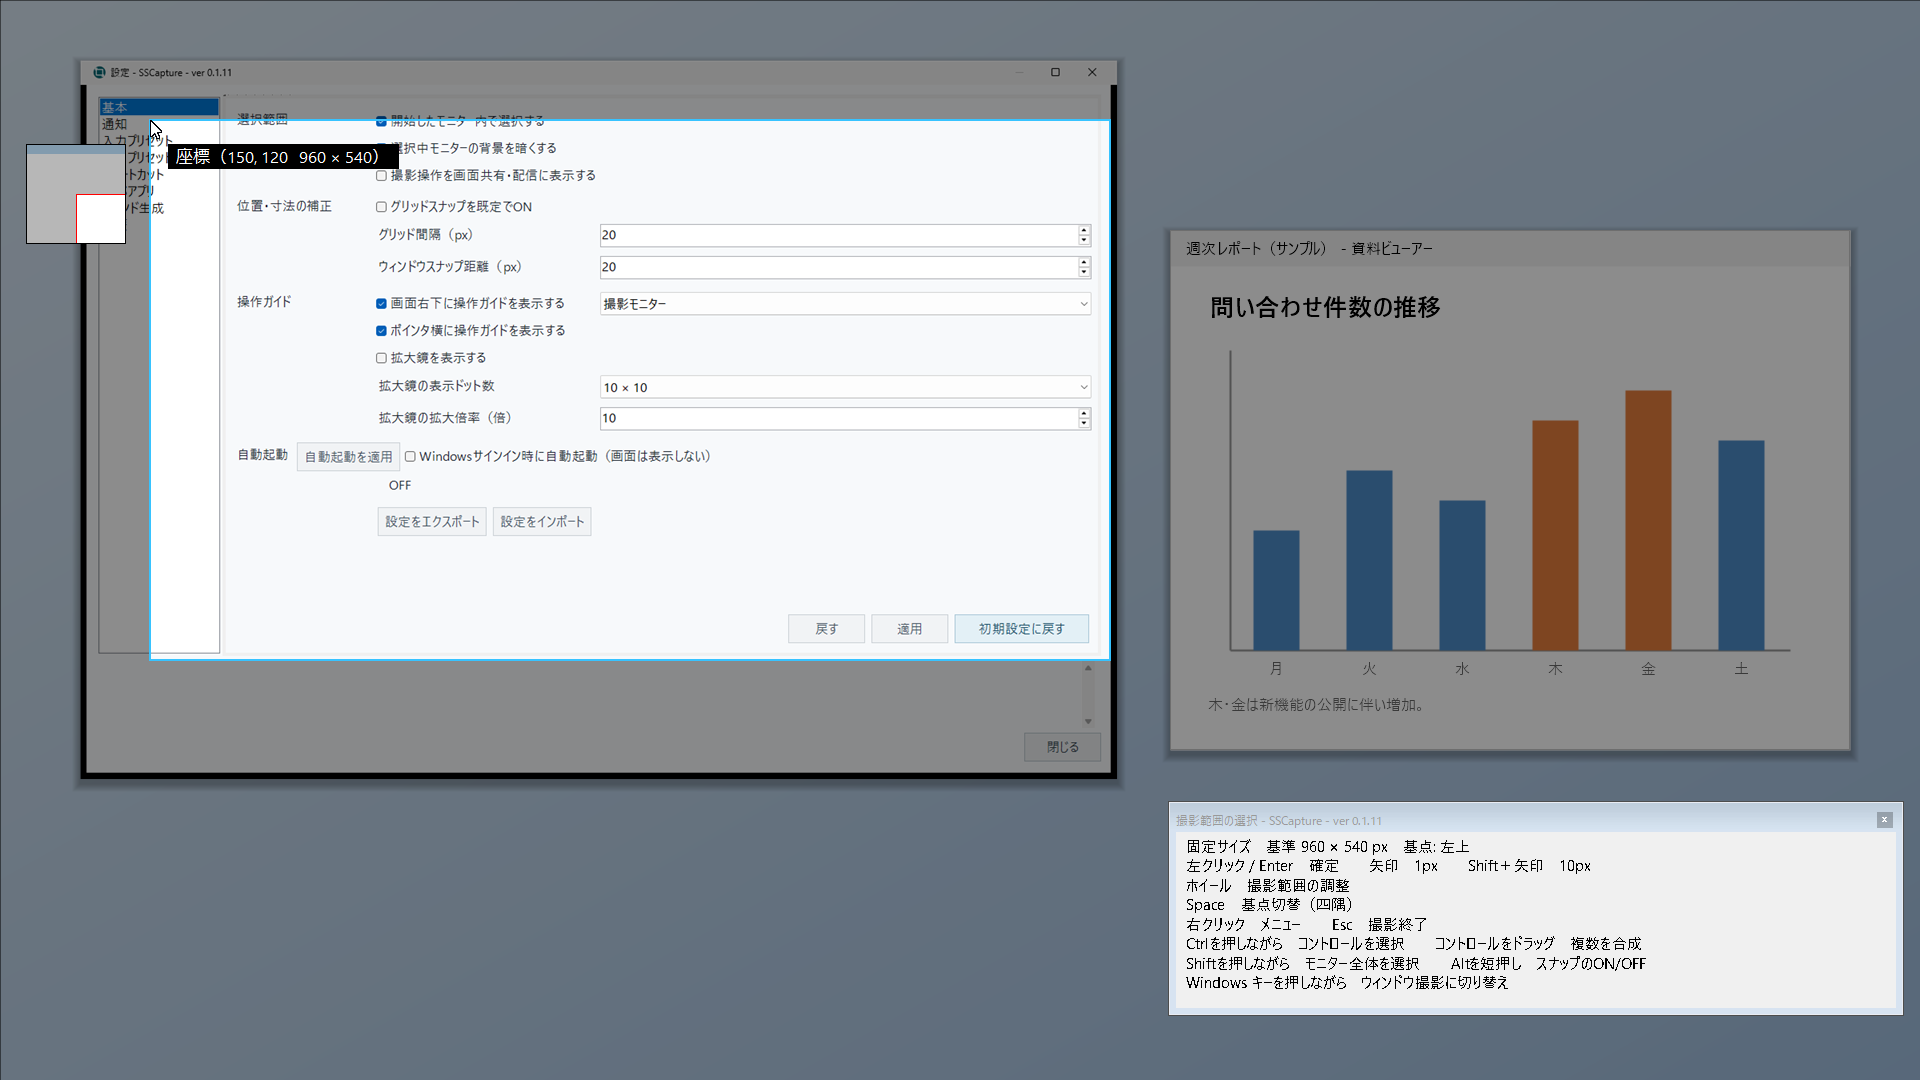 設定 - SSCapture - ver 0.1.11
基本
通知
入力プリセット
プリセット
トカット
アプリ
ド生成
座標（150, 120   960 × 540）
選択範囲
開始したモニター内で選択する
選択中モニターの背景を暗くする
撮影操作を画面共有・配信に表示する
位置・寸法の補正
グリッドスナップを既定でON
グリッド間隔（px）
20
ウィンドウスナップ距離（px）
20
操作ガイド
画面右下に操作ガイドを表示する
撮影モニター
ポインタ横に操作ガイドを表示する
拡大鏡を表示する
拡大鏡の表示ドット数
10 × 10
拡大鏡の拡大倍率（倍）
10
自動起動
自動起動を適用
Windowsサインイン時に自動起動（画面は表示しない）
OFF
設定をエクスポート
設定をインポート
戻す
適用
初期設定に戻す
閉じる
週次レポート（サンプル） - 資料ビューアー
問い合わせ件数の推移
月 火 水 木 金 土
木・金は新機能の公開に伴い増加。
撮影範囲の選択 - SSCapture - ver 0.1.11
固定サイズ　基準 960 × 540 px　基点: 左上
左クリック / Enter　確定　　矢印　1px　　Shift＋矢印　10px
ホイール　撮影範囲の調整
Space　基点切替（四隅）
右クリック　メニュー　　Esc　撮影終了
Ctrlを押しながら　コントロールを選択　　コントロールをドラッグ　複数を合成
Shiftを押しながら　モニター全体を選択　　Altを短押し　スナップのON/OFF
Windows キーを押しながら　ウィンドウ撮影に切り替え